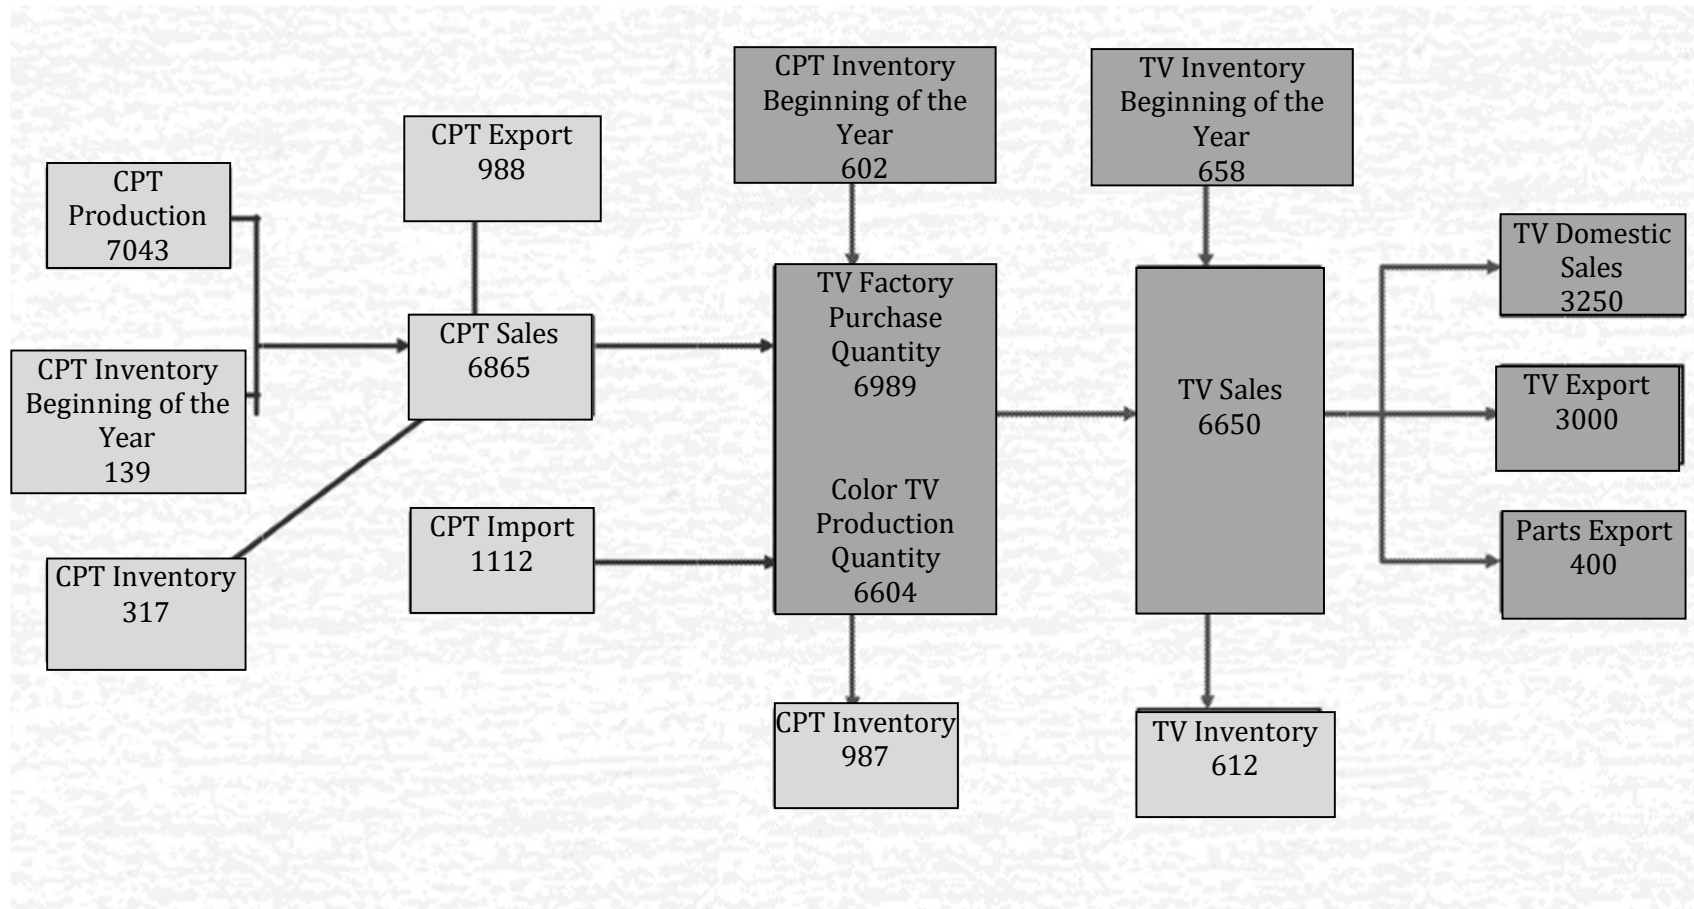 CPT
Production
7043
CPT Inventory
Beginning of the
Year
139
CPT Inventory
317
CPT Export
988
CPT Sales
6865
CPT Import
1112
CPT Inventory
Beginning of the
Year
602
TV Factory
Purchase
Quantity
6989
Color TV
Production
Quantity
6604
CPT Inventory
987
TV Inventory
Beginning of the
Year
658
TV Sales
6650
TV Inventory
612
TV Domestic
Sales
3250
TV Export
3000
Parts Export
400